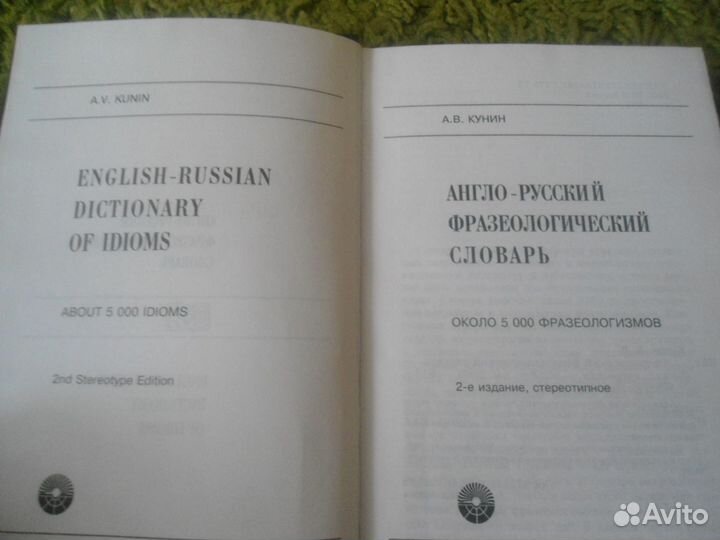 A.V. KUNIN
ENGLISH-RUSSIAN
DICTIONARY
OF IDIOMS
ABOUT 5 000 IDIOMS
2nd Stereotype Edition
А.В. КУНИН
АНГЛО-РУССКИЙ
ФРАЗЕОЛОГИЧЕСКИЙ
СЛОВАРЬ
ОКОЛО 5 000 ФРАЗЕОЛОГИЗМОВ
2-е издание, стереотипное
Avito